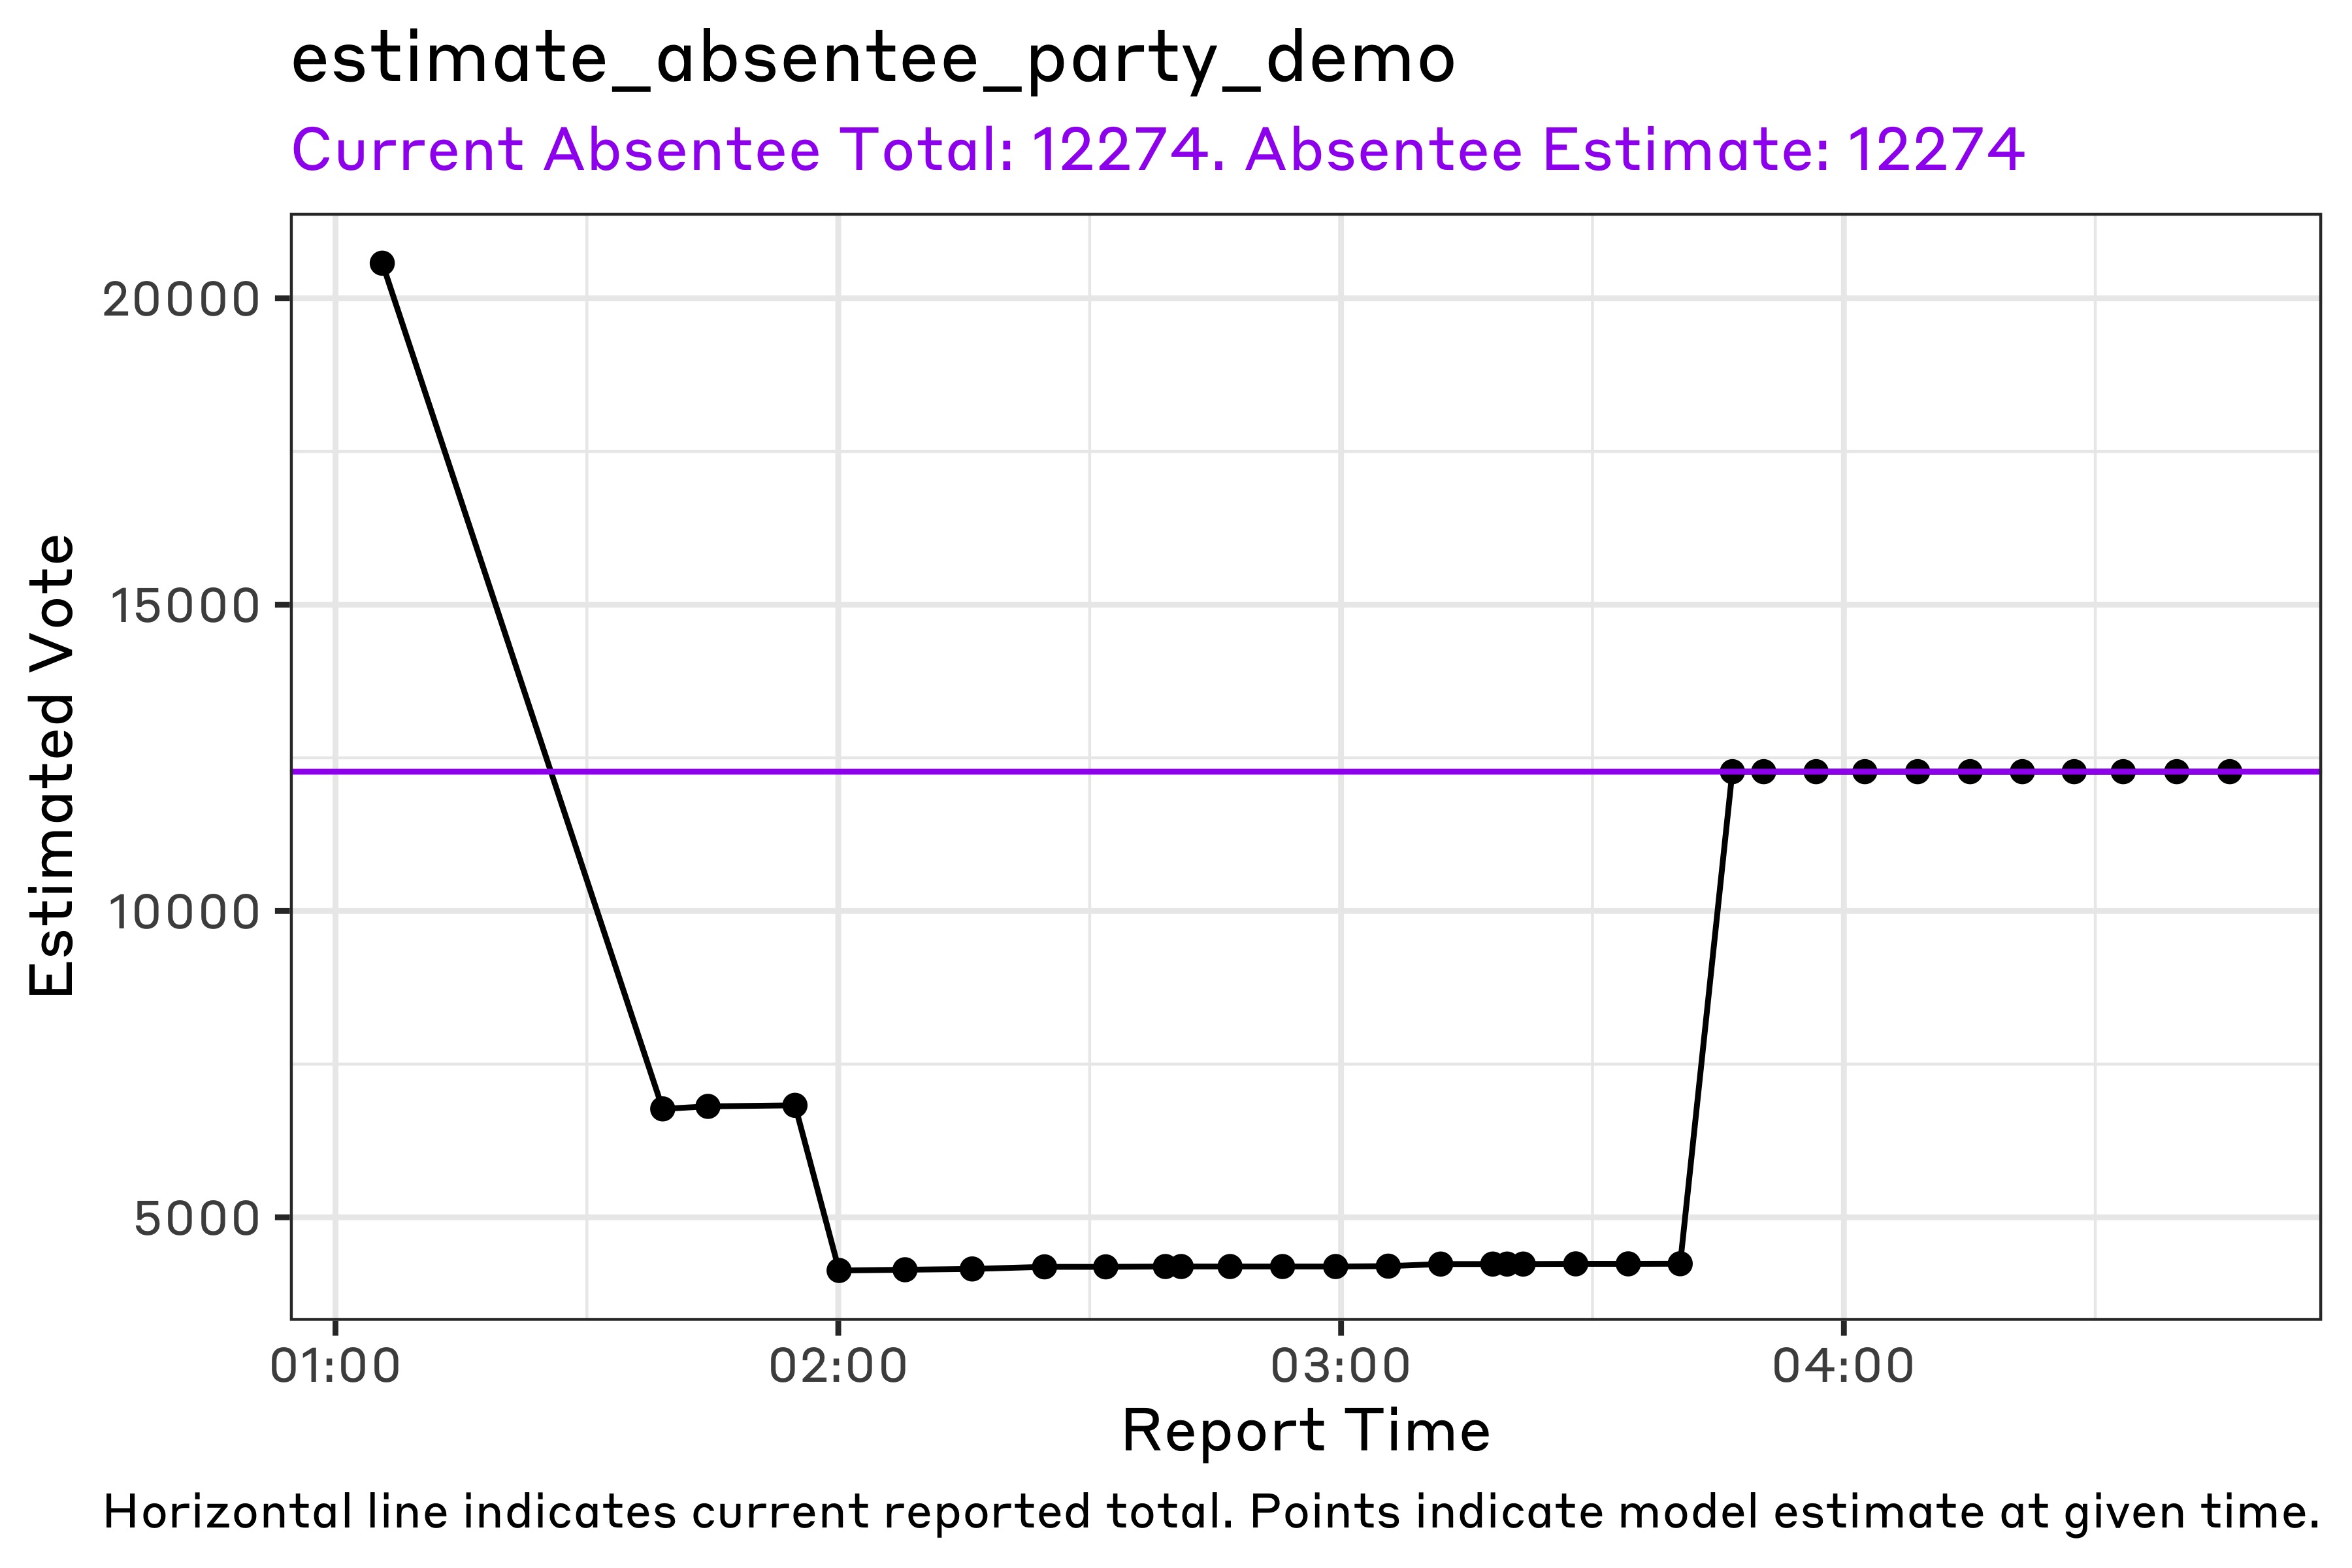 estimate_absentee_party_demo
Current Absentee Total: 12274. Absentee Estimate: 12274
Estimated Vote
20000
15000
10000
5000
01:00 02:00 03:00 04:00
Report Time
Horizontal line indicates current reported total. Points indicate model estimate at given time.